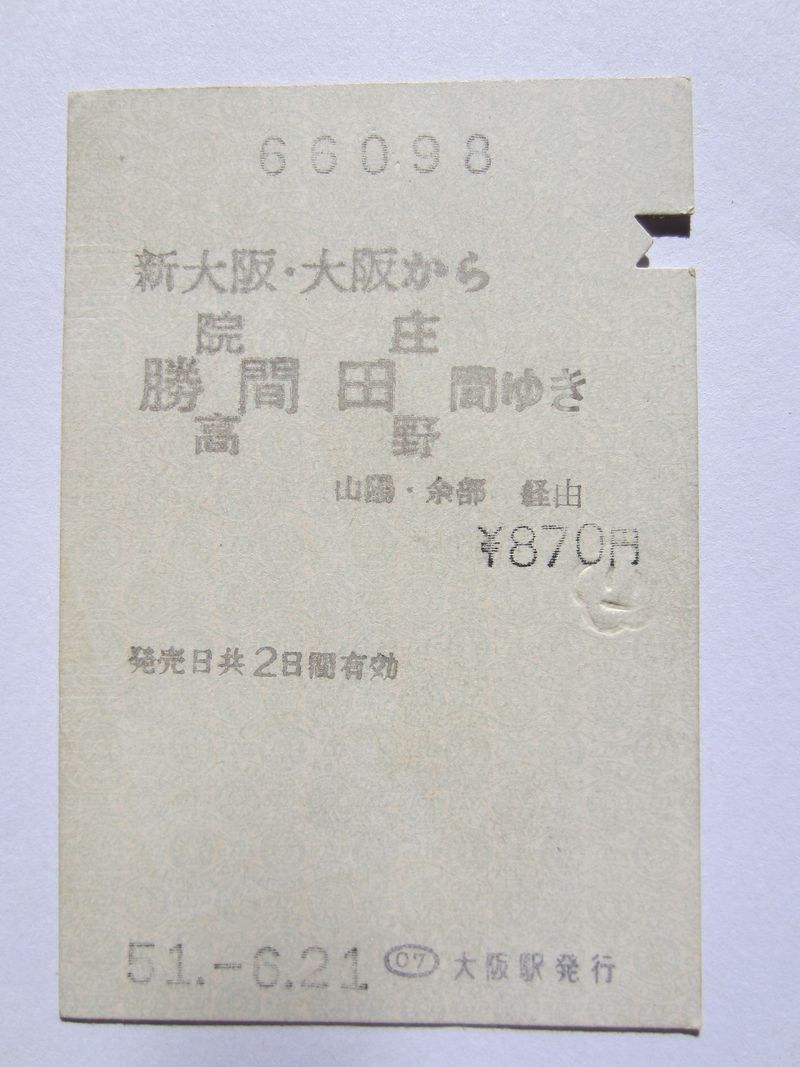 66098
新大阪・大阪から
院庄
勝間田 間ゆき
高野
山陽・余部 経由
¥870円
発売日共2日間有効
51.-6.21 07 大阪駅発行